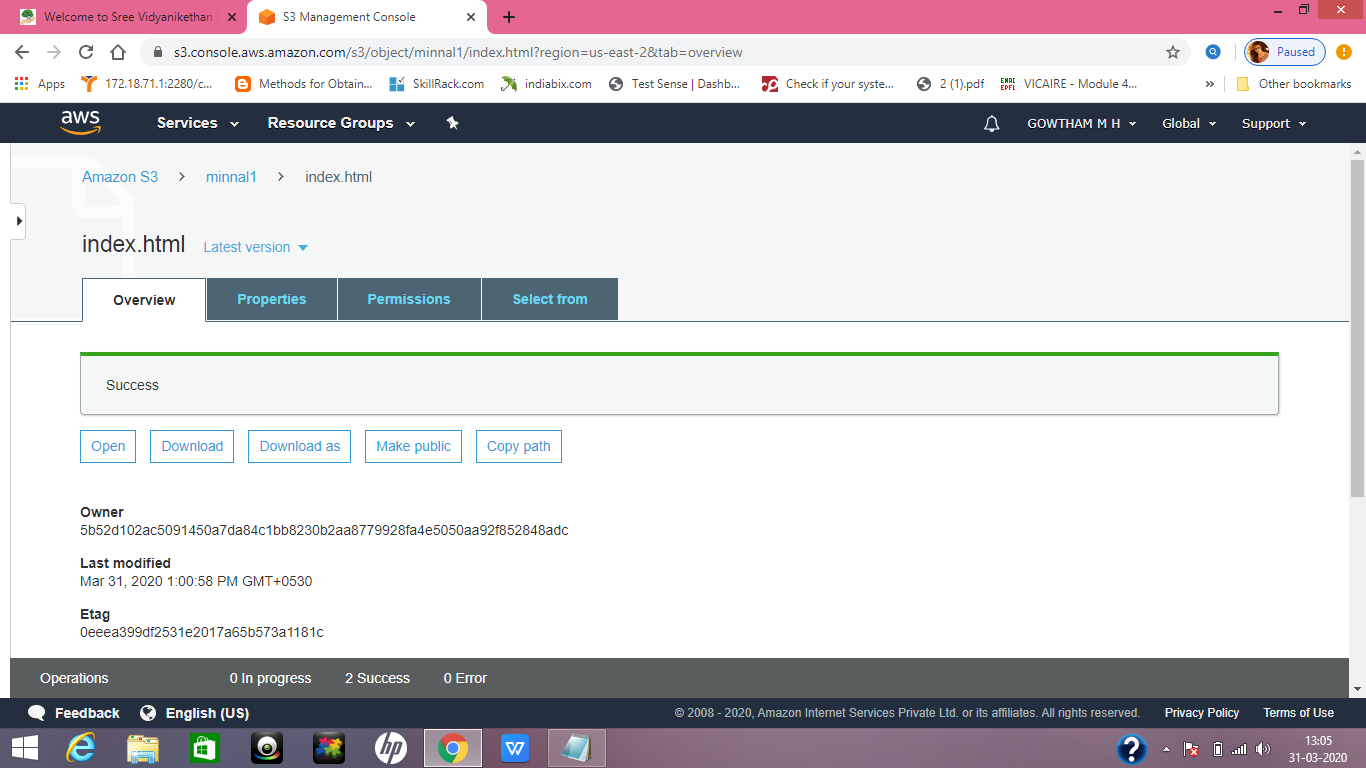 Welcome to Sree Vidyanikethan
S3 Management Console
s3.console.aws.amazon.com/s3/object/minnal1/index.html?region=us-east-2&tab=overview
Paused
Apps
172.18.71.1:2280/c...
Methods for Obtain...
SkillRack.com
indiabix.com
Test Sense | Dashb...
Check if your syste...
2 (1).pdf
ENAC EPFL
VICAIRE - Module 4...
Other bookmarks
aws
Services
Resource Groups
GOWTHAM M H
Global
Support
Amazon S3 > minnal1 > index.html
index.html Latest version
Overview
Properties
Permissions
Select from
Success
Open
Download
Download as
Make public
Copy path
Owner
5b52d102ac5091450a7da84c1bb8230b2aa8779928fa4e5050aa92f852848adc
Last modified
Mar 31, 2020 1:00:58 PM GMT+0530
Etag
0eeea399df2531e2017a65b573a1181c
Operations 0 In progress 2 Success 0 Error
Feedback
English (US)
© 2008 - 2020, Amazon Internet Services Private Ltd. or its affiliates. All rights reserved.
Privacy Policy
Terms of Use
hp
W
?
13:05
31-03-2020